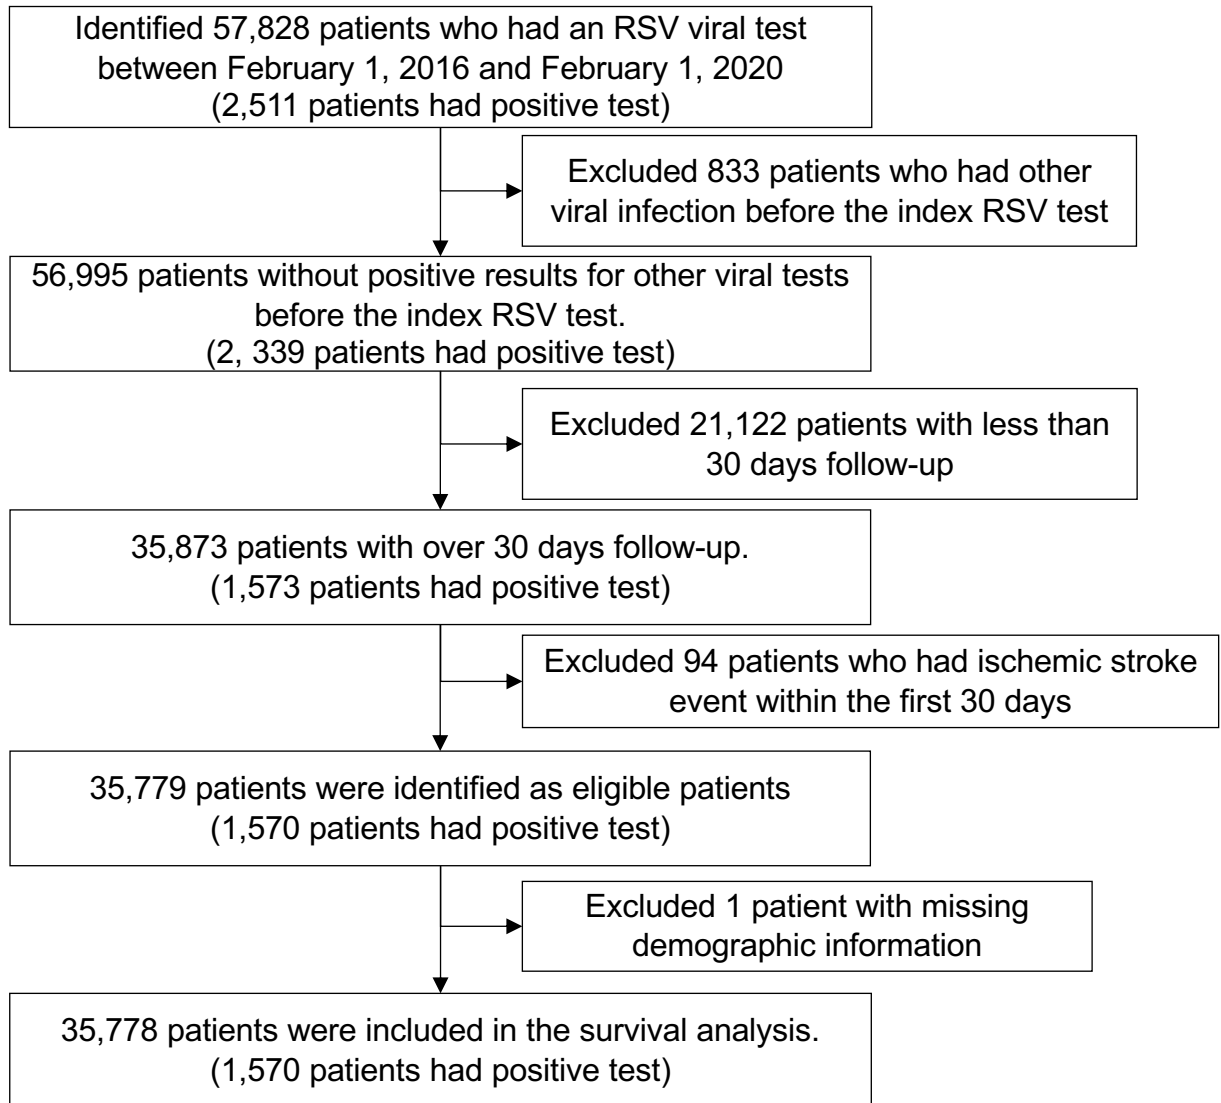 Identified 57,828 patients who had an RSV viral test
between February 1, 2016 and February 1, 2020
(2,511 patients had positive test)
Excluded 833 patients who had other
viral infection before the index RSV test
56,995 patients without positive results for other viral tests
before the index RSV test.
(2, 339 patients had positive test)
Excluded 21,122 patients with less than
30 days follow-up
35,873 patients with over 30 days follow-up.
(1,573 patients had positive test)
Excluded 94 patients who had ischemic stroke
event within the first 30 days
35,779 patients were identified as eligible patients
(1,570 patients had positive test)
Excluded 1 patient with missing
demographic information
35,778 patients were included in the survival analysis.
(1,570 patients had positive test)